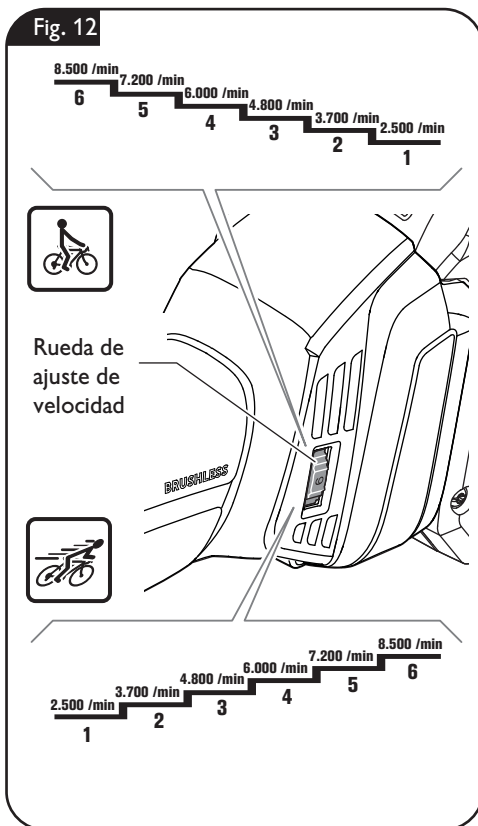 Fig. 12
8.500 /min
7.200 /min
6.000 /min
4.800 /min
3.700 /min
2.500 /min
6
5
4
3
2
1
Rueda de
ajuste de
velocidad
BRUSHLESS
6
8.500 /min
7.200 /min
6.000 /min
4.800 /min
3.700 /min
2.500 /min
6
5
4
3
2
1